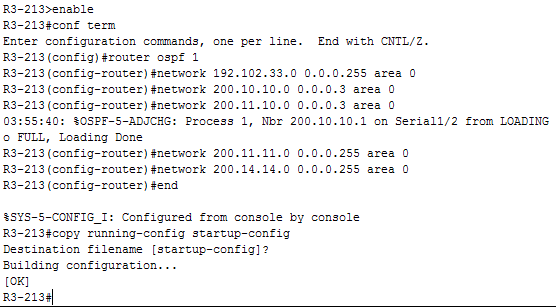 R3-213>enable
R3-213#conf term
Enter configuration commands, one per line.  End with CNTL/Z.
R3-213(config)#router ospf 1
R3-213(config-router)#network 192.102.33.0 0.0.0.255 area 0
R3-213(config-router)#network 200.10.10.0 0.0.0.3 area 0
R3-213(config-router)#network 200.11.10.0 0.0.0.3 area 0
03:55:40: %OSPF-5-ADJCHG: Process 1, Nbr 200.10.10.1 on Serial1/2 from LOADING
o FULL, Loading Done
R3-213(config-router)#network 200.11.11.0 0.0.0.255 area 0
R3-213(config-router)#network 200.14.14.0 0.0.0.255 area 0
R3-213(config-router)#end
%SYS-5-CONFIG_I: Configured from console by console
R3-213#copy running-config startup-config
Destination filename [startup-config]?
Building configuration...
[OK]
R3-213#